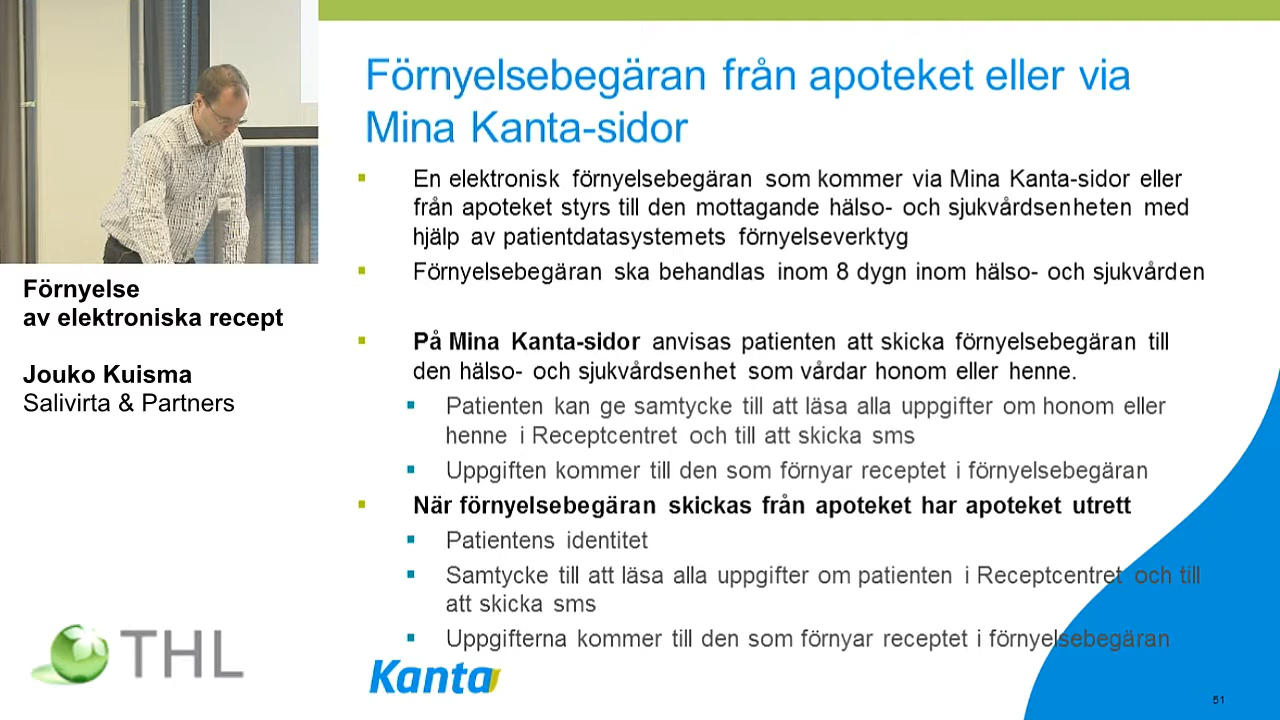 Förnyelsebegäran från apoteket eller via
Mina Kanta-sidor
En elektronisk förnyelsebegäran som kommer via Mina Kanta-sidor eller
från apoteket styrs till den mottagande hälso- och sjukvårdsenheten med
hjälp av patientdatasystemets förnyelseverktyg
Förnyelsebegäran ska behandlas inom 8 dygn inom hälso- och sjukvården
På Mina Kanta-sidor anvisas patienten att skicka förnyelsebegäran till
den hälso- och sjukvårdsenhet som vårdar honom eller henne.
Patienten kan ge samtycke till att läsa alla uppgifter om honom eller
henne i Receptcentret och till att skicka sms
Uppgiften kommer till den som förnyar receptet i förnyelsebegäran
När förnyelsebegäran skickas från apoteket har apoteket utrett
Patientens identitet
Samtycke till att läsa alla uppgifter om patienten i Receptcentret och till
att skicka sms
Uppgifterna kommer till den som förnyar receptet i förnyelsebegäran
Förnyelse
av elektroniska recept
Jouko Kuisma
Salivirta & Partners
THL
Kanta
51